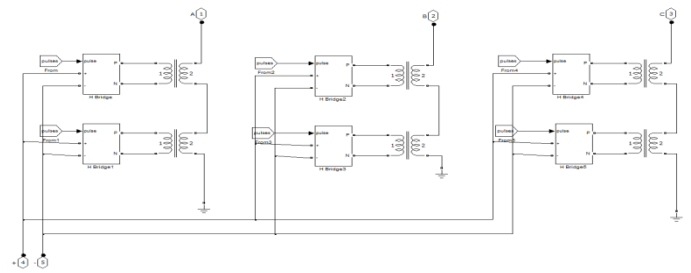 A 1
B 2
C 3
pulses
From
pulse
+
-
P
N
1 2
H Bridge
pulses
From2
pulse
+
-
P
N
1 2
H Bridge2
pulses
From4
pulse
+
-
P
N
1 2
H Bridge4
pulses
From1
pulse
+
-
P
N
1 2
H Bridge1
pulses
From3
pulse
+
-
P
N
1 2
H Bridge3
pulses
From5
pulse
+
-
P
N
1 2
H Bridge5
+ 4
- 5